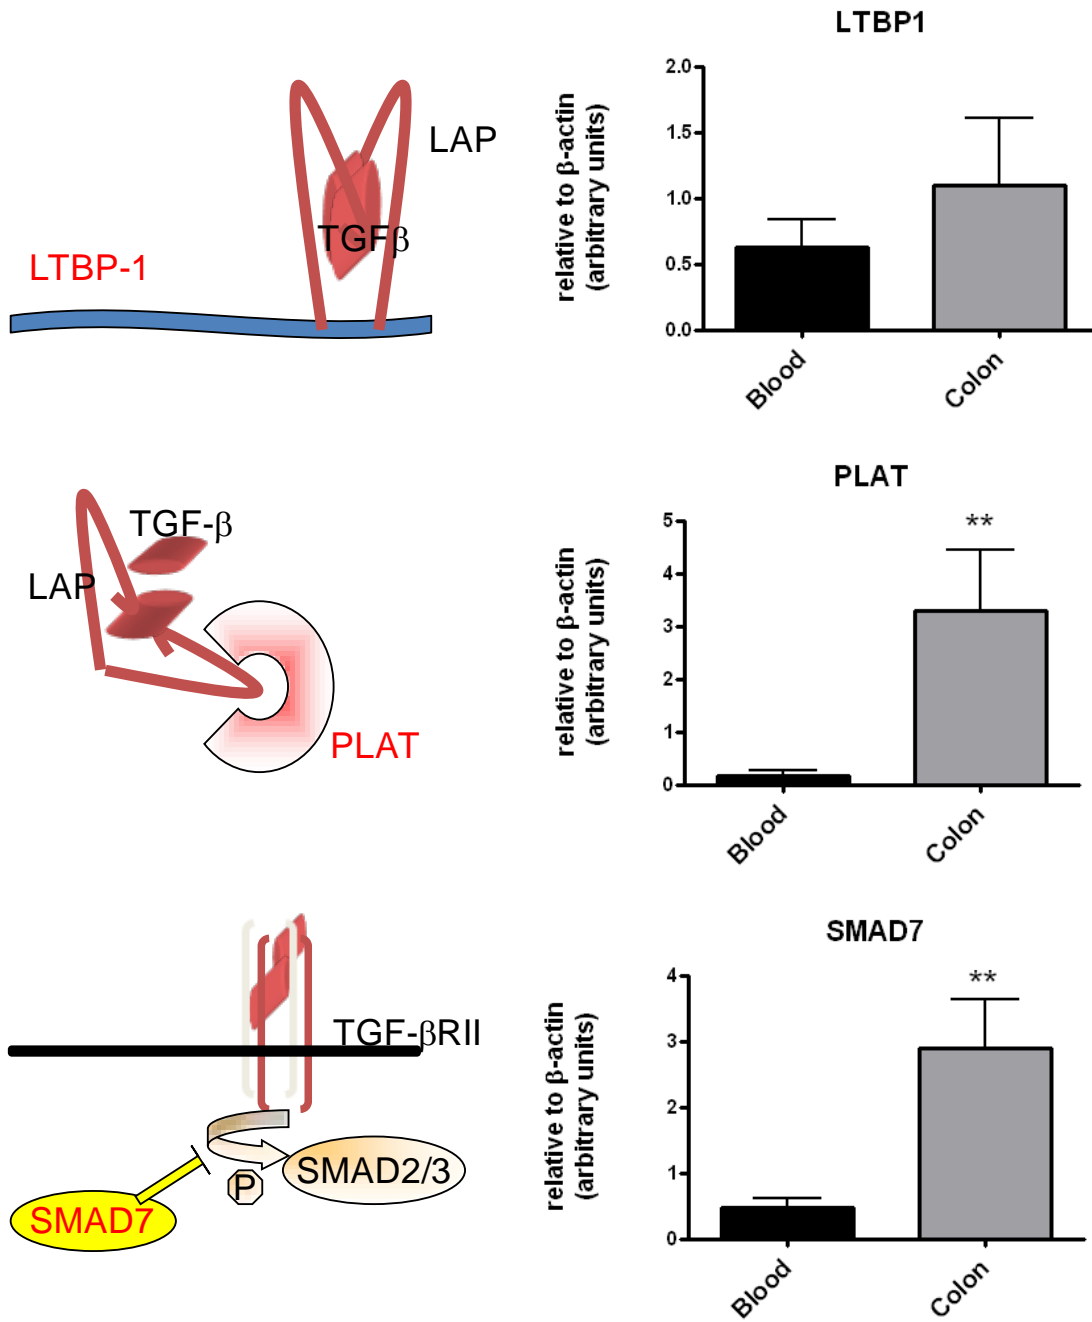 LTBP1
LAP
TGFβ
LTBP-1
relative to β-actin
(arbitrary units)
2.0
1.5
1.0
0.5
0.0
Blood
Colon
PLAT
TGF-β
LAP
PLAT
relative to β-actin
(arbitrary units)
5
4
3
2
1
0
**
Blood
Colon
SMAD7
TGF-βRII
P
SMAD2/3
SMAD7
relative to β-actin
(arbitrary units)
4
3
2
1
0
**
Blood
Colon